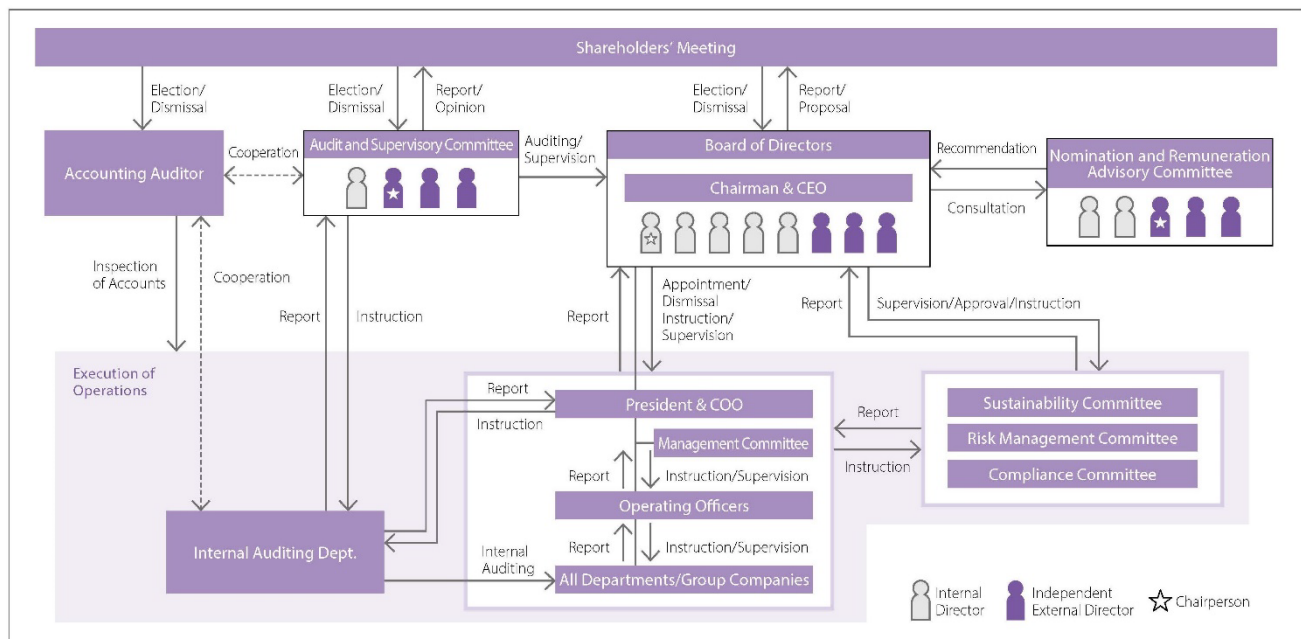 Shareholders' Meeting
Election/
Dismissal
Election/
Dismissal
Report/
Opinion
Election/
Dismissal
Report/
Proposal
Accounting Auditor
Cooperation
Audit and Supervisory Committee
Auditing/
Supervision
Board of Directors
Chairman & CEO
Recommendation
Consultation
Nomination and Remuneration
Advisory Committee
Inspection
of Accounts
Cooperation
Report
Instruction
Report
Appointment/
Dismissal
Instruction/
Supervision
Report
Supervision/Approval/Instruction
Execution of
Operations
Report
Instruction
President & COO
Management Committee
Report
Instruction/Supervision
Operating Officers
Report
Instruction/Supervision
All Departments/Group Companies
Report
Instruction
Sustainability Committee
Risk Management Committee
Compliance Committee
Internal Auditing Dept.
Internal
Auditing
Internal
Director
Independent
External Director
Chairperson